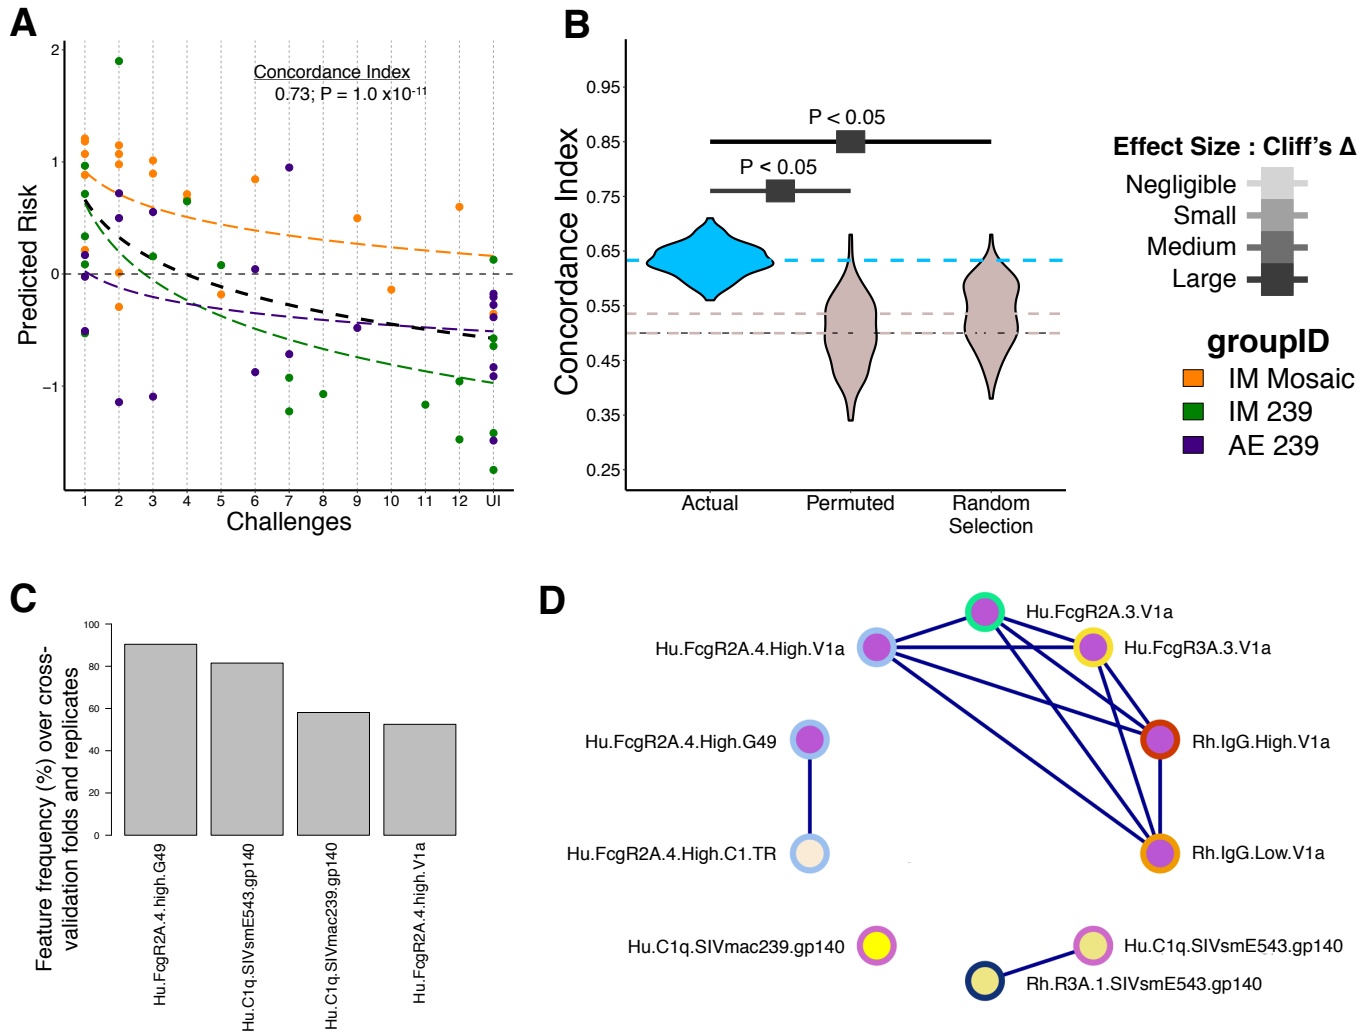 A
2
1
0
−1
Predicted Risk
Concordance Index
0.73; P = 1.0 x10-11
1 2 3 4 5 6 7 8 9 10 11 12 UI
Challenges
B
0.95
0.85
0.75
0.65
0.55
0.45
0.35
0.25
Concordance Index
P < 0.05
P < 0.05
Actual Permuted Random
Selection
Effect Size : Cliff's Δ
Negligible
Small
Medium
Large
groupID
IM Mosaic
IM 239
AE 239
C
Feature frequency (%) over cross-
validation folds and replicates
100
80
60
40
20
0
Hu.FcgR2A.4.high.G49
Hu.C1q.SIVsmE543.gp140
Hu.C1q.SIVmac239.gp140
Hu.FcgR2A.4.high.V1a
D
Hu.FcgR2A.3.V1a
Hu.FcgR2A.4.High.V1a
Hu.FcgR3A.3.V1a
Hu.FcgR2A.4.High.G49
Rh.IgG.High.V1a
Hu.FcgR2A.4.High.C1.TR
Rh.IgG.Low.V1a
Hu.C1q.SIVmac239.gp140
Hu.C1q.SIVsmE543.gp140
Rh.R3A.1.SIVsmE543.gp140